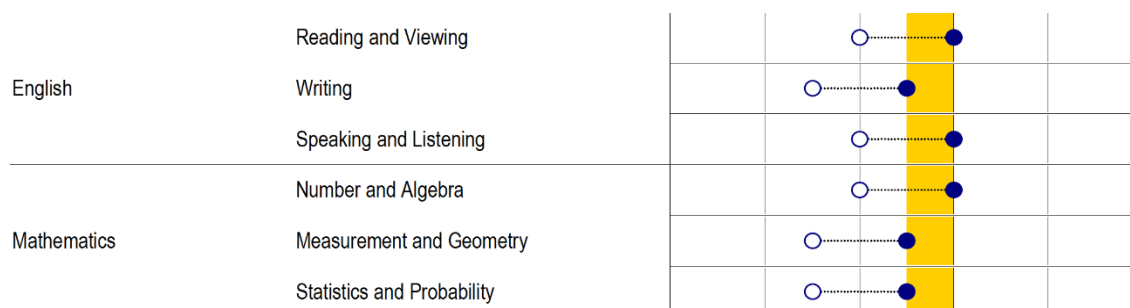 Reading and Viewing
English
Writing
Speaking and Listening
Number and Algebra
Mathematics
Measurement and Geometry
Statistics and Probability